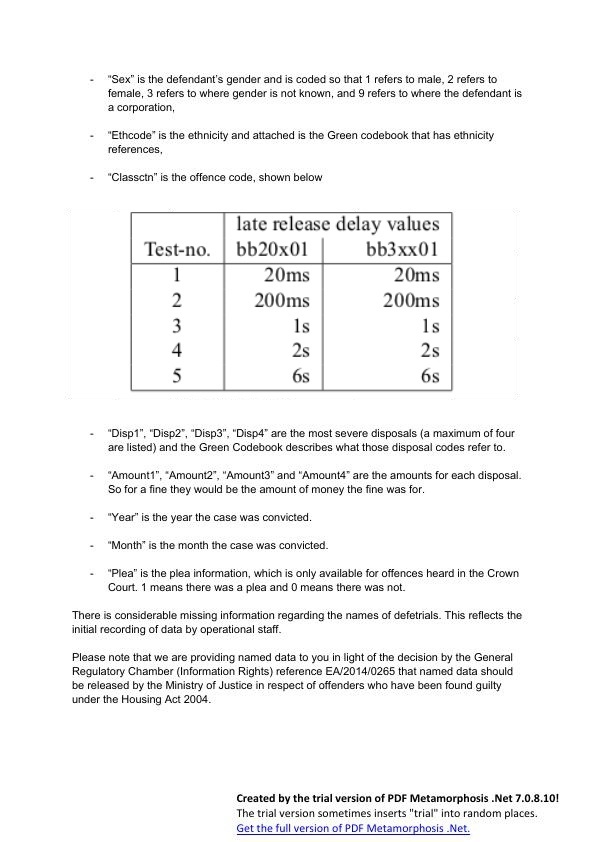 - “Sex” is the defendant’s gender and is coded so that 1 refers to male, 2 refers to
female, 3 refers to where gender is not known, and 9 refers to where the defendant is
a corporation,
- “Ethcode” is the ethnicity and attached is the Green codebook that has ethnicity
references,
- “Classctn” is the offence code, shown below
late release delay values
Test-no. bb20x01 bb3xx01
1 20ms 20ms
2 200ms 200ms
3 1s 1s
4 2s 2s
5 6s 6s
- “Disp1”, “Disp2”, “Disp3”, “Disp4” are the most severe disposals (a maximum of four
are listed) and the Green Codebook describes what those disposal codes refer to.
- “Amount1”, “Amount2”, “Amount3” and “Amount4” are the amounts for each disposal.
So for a fine they would be the amount of money the fine was for.
- “Year” is the year the case was convicted.
- “Month” is the month the case was convicted.
- “Plea” is the plea information, which is only available for offences heard in the Crown
Court. 1 means there was a plea and 0 means there was not.
There is considerable missing information regarding the names of defetrials. This reflects the
initial recording of data by operational staff.
Please note that we are providing named data to you in light of the decision by the General
Regulatory Chamber (Information Rights) reference EA/2014/0265 that named data should
be released by the Ministry of Justice in respect of offenders who have been found guilty
under the Housing Act 2004.
Created by the trial version of PDF Metamorphosis .Net 7.0.8.10!
The trial version sometimes inserts "trial" into random places.
Get the full version of PDF Metamorphosis .Net.